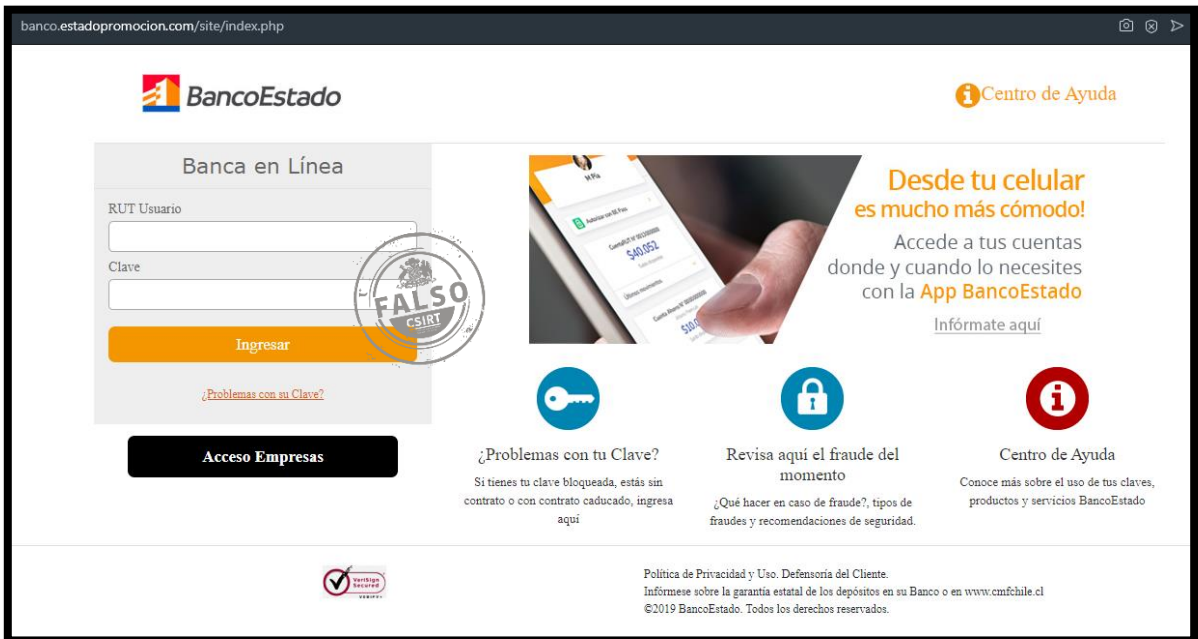 banco.estadopromocion.com/site/index.php
BancoEstado
Centro de Ayuda
Banca en Línea
RUT Usuario
Clave
FALSO
CSIRT
Ingresar
¿Problemas con su Clave?
Acceso Empresas
M Pía
$40.052
Últimos movimientos
Desde tu celular
es mucho más cómodo!
Accede a tus cuentas
donde y cuando lo necesites
con la App BancoEstado
Infórmate aquí
¿Problemas con tu Clave?
Si tienes tu clave bloqueada, estás sin
contrato o con contrato caducado, ingresa
aquí
Revisa aquí el fraude del
momento
¿Qué hacer en caso de fraude?, tipos de
fraudes y recomendaciones de seguridad.
Centro de Ayuda
Conoce más sobre el uso de tus claves,
productos y servicios BancoEstado
VeriSign
Secured
Política de Privacidad y Uso. Defensoría del Cliente.
Infórmese sobre la garantía estatal de los depósitos en su Banco o en www.cmfchile.cl
©2019 BancoEstado. Todos los derechos reservados.